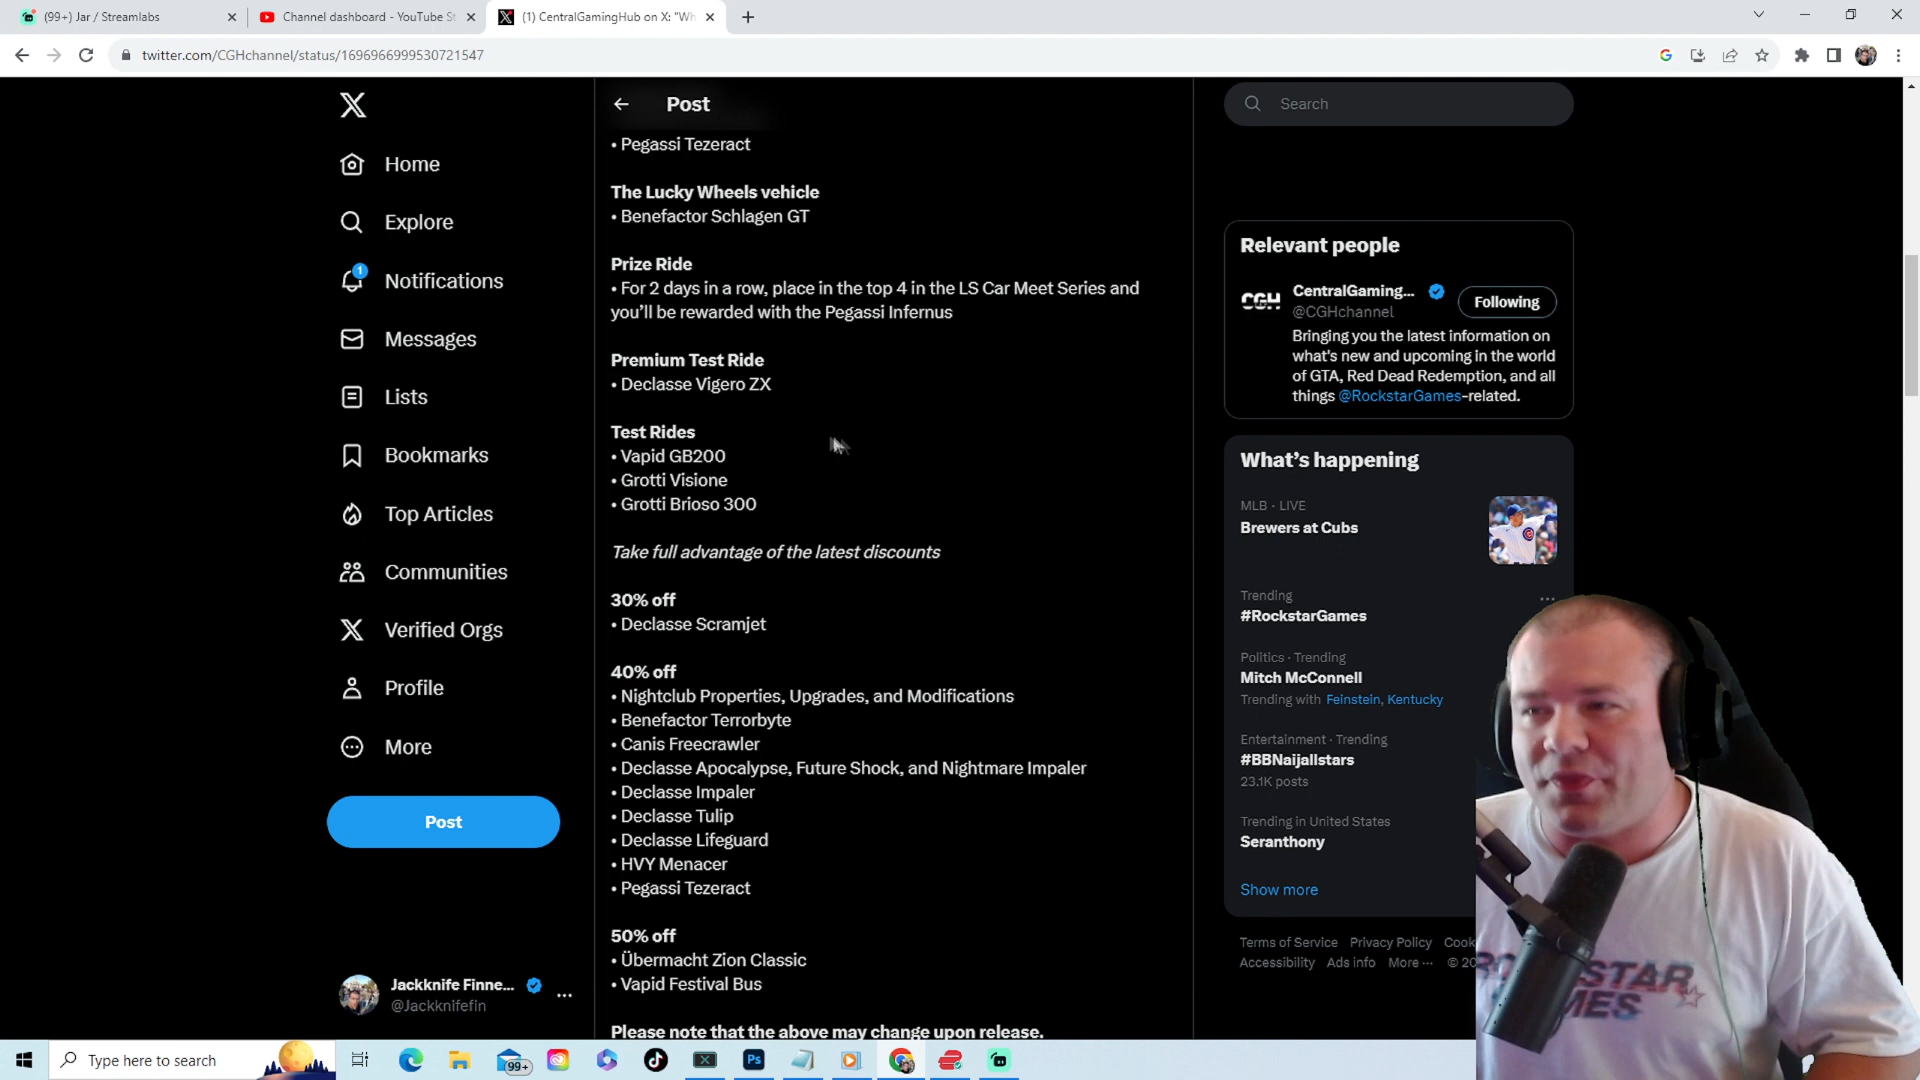 (99+) Jar / Streamlabs
Channel dashboard - YouTube St
(1) CentralGamingHub on X: "Wh
twitter.com/CGHchannel/status/1696966999530721547
Home
Explore
1
Notifications
Messages
Lists
Bookmarks
Top Articles
Communities
Verified Orgs
Profile
More
Post
Jackknife Finne...
@Jackknifefin
Post
• Pegassi Tezeract
The Lucky Wheels vehicle
• Benefactor Schlagen GT
Prize Ride
• For 2 days in a row, place in the top 4 in the LS Car Meet Series and
you’ll be rewarded with the Pegassi Infernus
Premium Test Ride
• Declasse Vigero ZX
Test Rides
• Vapid GB200
• Grotti Visione
• Grotti Brioso 300
Take full advantage of the latest discounts
30% off
• Declasse Scramjet
40% off
• Nightclub Properties, Upgrades, and Modifications
• Benefactor Terrorbyte
• Canis Freecrawler
• Declasse Apocalypse, Future Shock, and Nightmare Impaler
• Declasse Impaler
• Declasse Tulip
• Declasse Lifeguard
• HVY Menacer
• Pegassi Tezeract
50% off
• Übermacht Zion Classic
• Vapid Festival Bus
Please note that the above may change upon release.
Search
Relevant people
CGH
CentralGaming...
Following
@CGHchannel
Bringing you the latest information on
what's new and upcoming in the world
of GTA, Red Dead Redemption, and all
things @RockstarGames-related.
What’s happening
MLB · LIVE
Brewers at Cubs
Trending
#RockstarGames
Politics · Trending
Mitch McConnell
Trending with Feinstein, Kentucky
Entertainment · Trending
#BBNaijallstars
23.1K posts
Trending in United States
Seranthony
Show more
Terms of Service Privacy Policy Cook
Accessibility Ads info More ··· © 20
Type here to search
99+
Ps